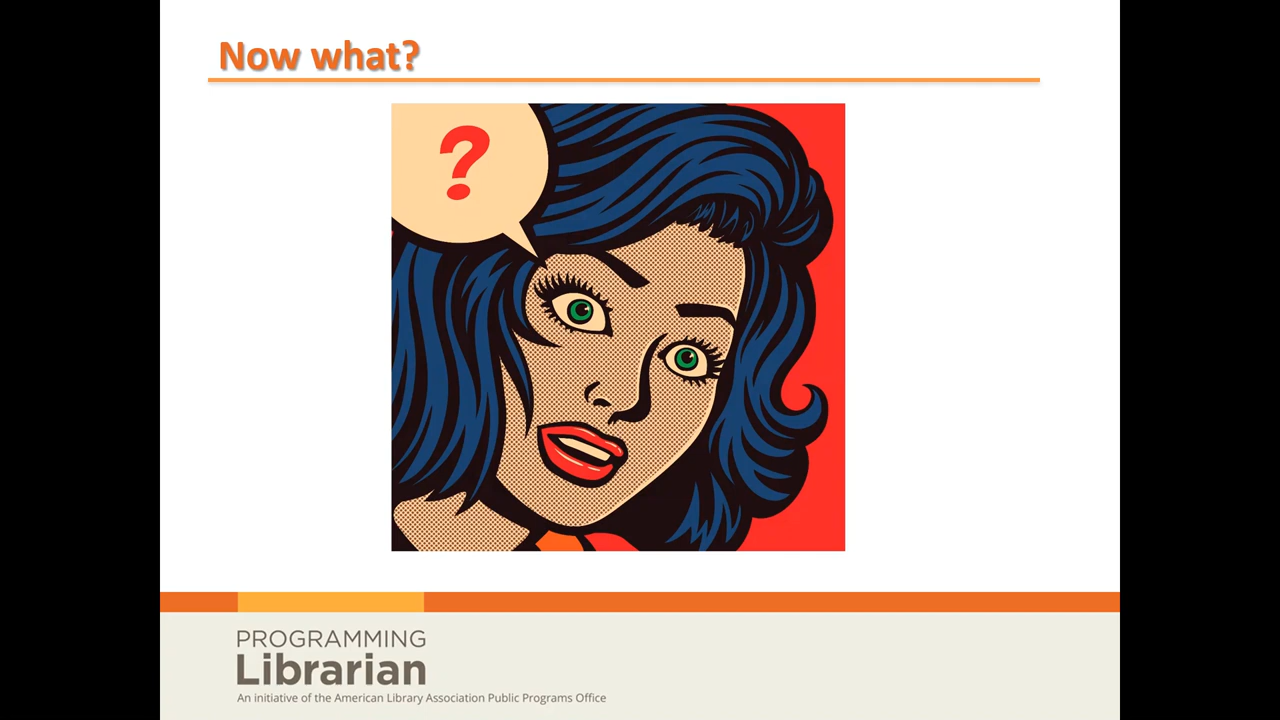 Now what?
?
PROGRAMMING
Librarian
An initiative of the American Library Association Public Programs Office